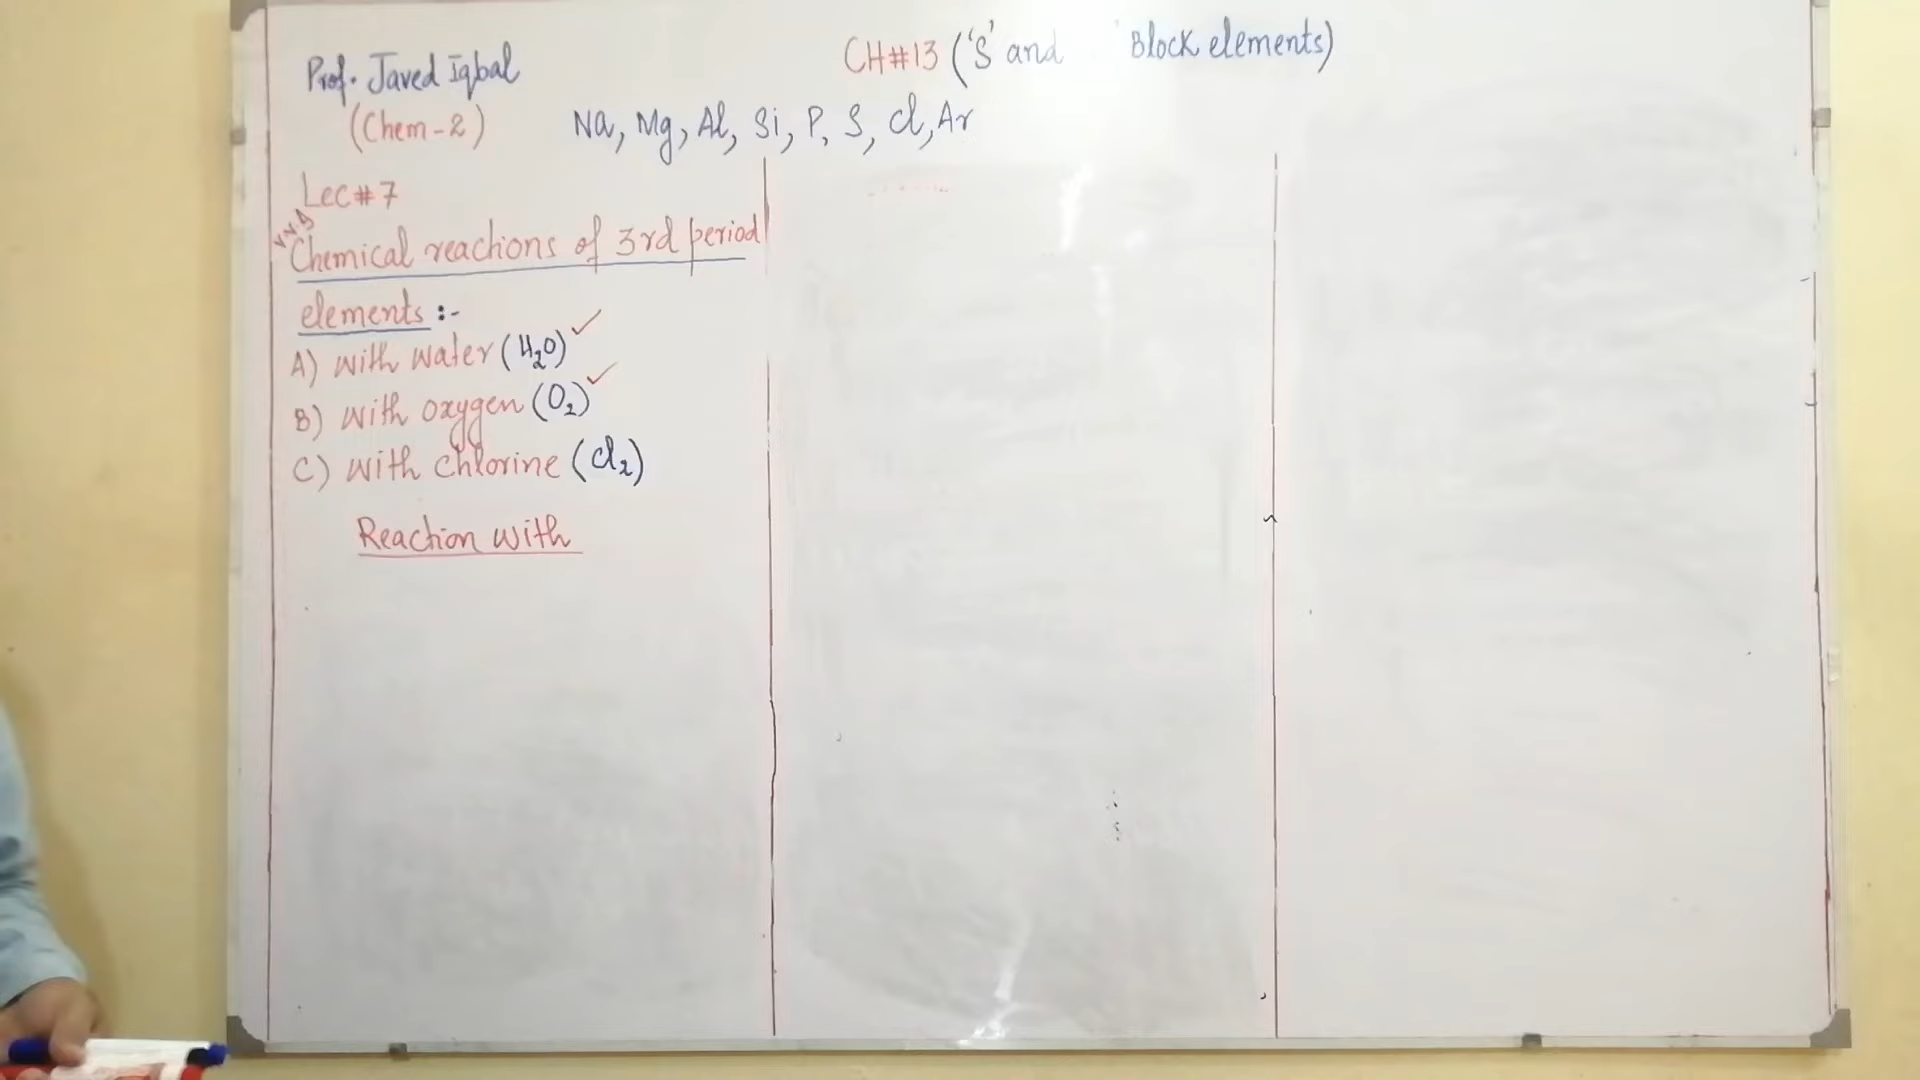 Prof. Javed Iqbal
(Chem-2)
CH#13 ('S' and Block elements)
Na, Mg, Al, Si, P, S, Cl, Ar
Lec#7
Chemical reactions of 3rd period
elements :-
A) with water (H₂O) ✓
B) with oxygen (O₂) ✓
C) with chlorine (Cl₂)
Reaction with